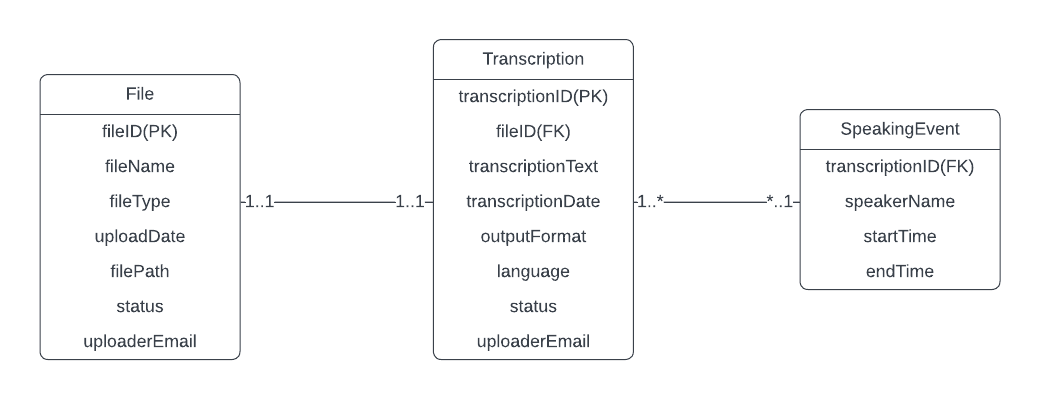 File
fileID(PK)
fileName
fileType
uploadDate
filePath
status
uploaderEmail
1..1
1..1
Transcription
transcriptionID(PK)
fileID(FK)
transcriptionText
transcriptionDate
outputFormat
language
status
uploaderEmail
1..*
*..1
SpeakingEvent
transcriptionID(FK)
speakerName
startTime
endTime